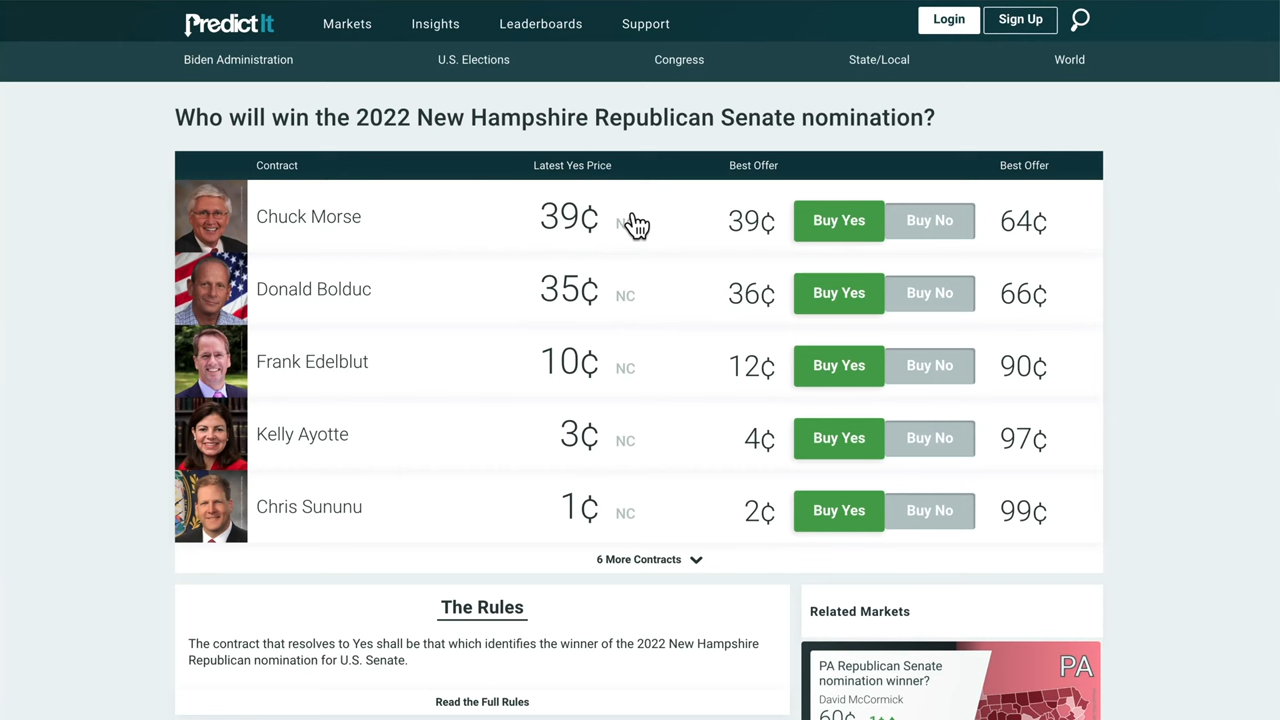 PredictIt Markets Insights Leaderboards Support Login Sign Up
Biden Administration U.S. Elections Congress State/Local World
Who will win the 2022 New Hampshire Republican Senate nomination?
Contract Latest Yes Price Best Offer Best Offer
Chuck Morse 39¢ 39¢ Buy Yes Buy No 64¢
Donald Bolduc 35¢ NC 36¢ Buy Yes Buy No 66¢
Frank Edelblut 10¢ NC 12¢ Buy Yes Buy No 90¢
Kelly Ayotte 3¢ NC 4¢ Buy Yes Buy No 97¢
Chris Sununu 1¢ NC 2¢ Buy Yes Buy No 99¢
6 More Contracts
The Rules
The contract that resolves to Yes shall be that which identifies the winner of the 2022 New Hampshire
Republican nomination for U.S. Senate.
Read the Full Rules
Related Markets
PA Republican Senate
nomination winner?
PA
David McCormick
60¢